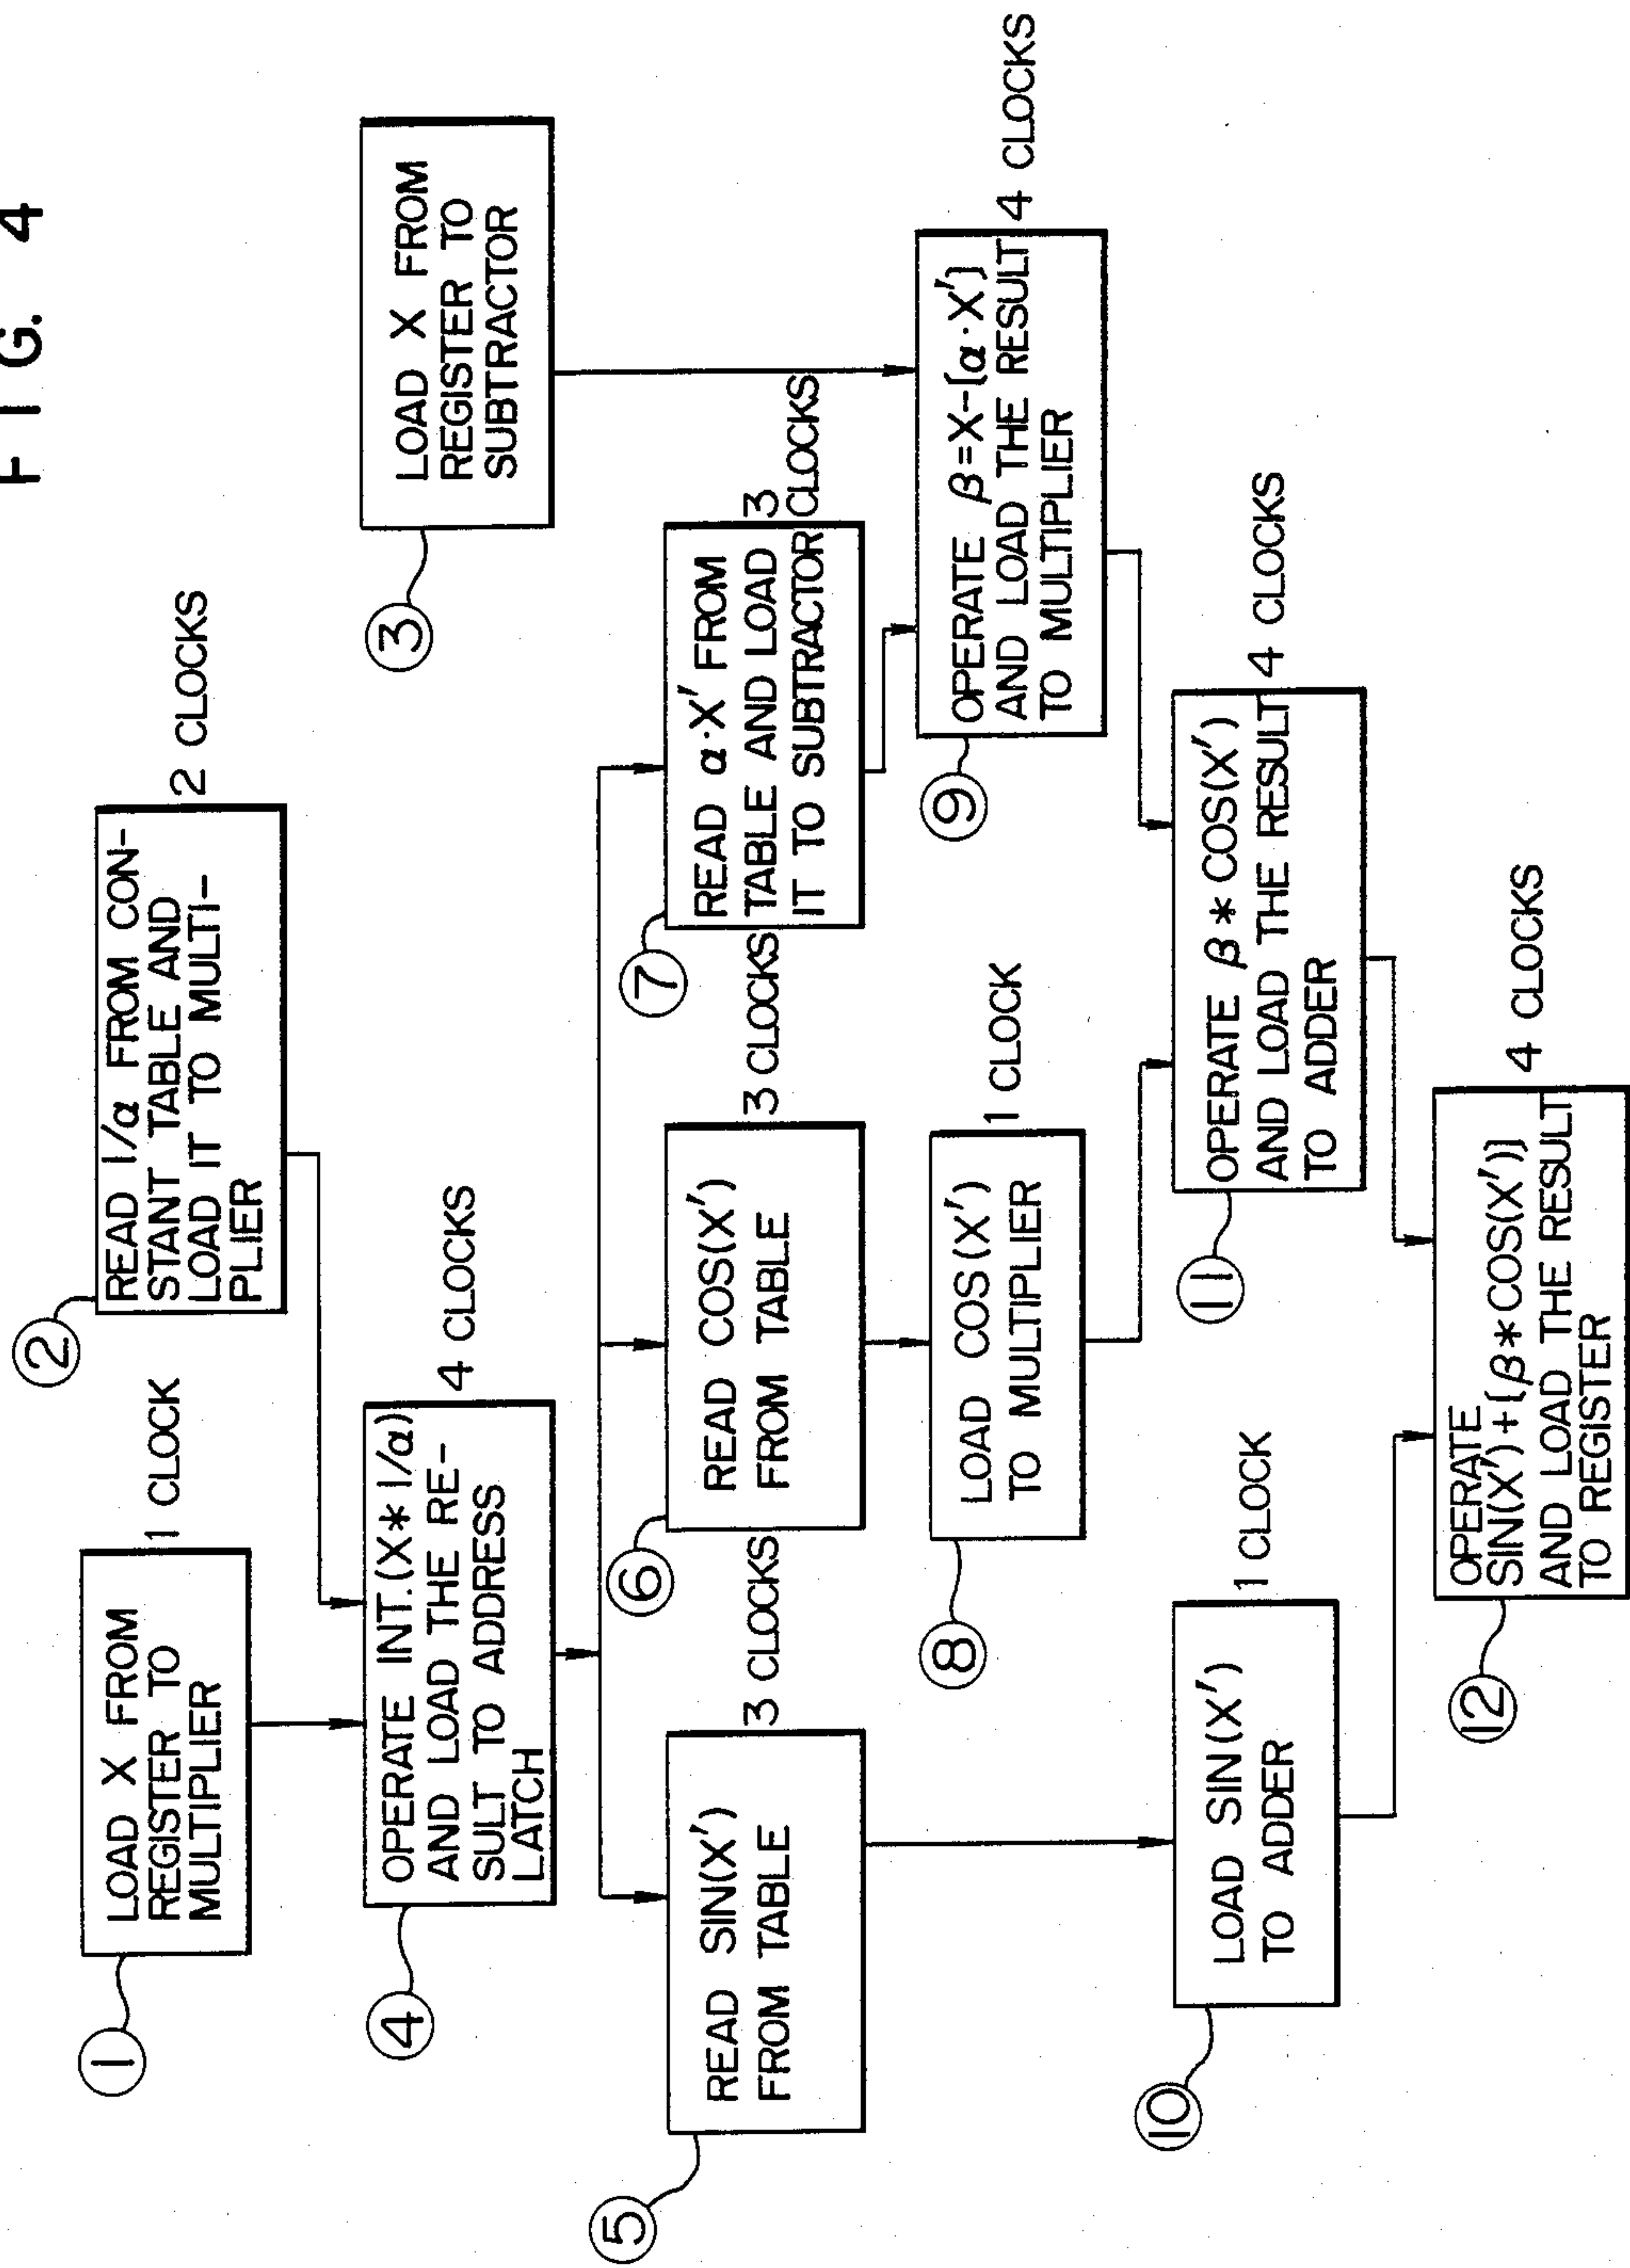 FIG. 4
①
LOAD X FROM
REGISTER TO
MULTIPLIER
1 CLOCK
②
READ 1/α FROM CON-
STANT TABLE AND
LOAD IT TO MULTI-
PLIER
2 CLOCKS
③
LOAD X FROM
REGISTER TO
SUBTRACTOR
④
OPERATE INT.(X*1/α)
AND LOAD THE RE-
SULT TO ADDRESS
LATCH
4 CLOCKS
⑤
READ SIN(X′)
FROM TABLE
3 CLOCKS
⑥
READ COS(X′)
FROM TABLE
3 CLOCKS
⑦
READ α·X′ FROM
TABLE AND LOAD
IT TO SUBTRACTOR
3
CLOCKS
⑧
LOAD COS(X′)
TO MULTIPLIER
1 CLOCK
⑨
OPERATE β=X-[α·X′]
AND LOAD THE RESULT
TO MULTIPLIER
4 CLOCKS
⑩
LOAD SIN(X′)
TO ADDER
1 CLOCK
⑪
OPERATE β*COS(X′)
AND LOAD THE RESULT
TO ADDER
4 CLOCKS
⑫
OPERATE
SIN(X′)+[β*COS(X′)]
AND LOAD THE RESULT
TO REGISTER
4 CLOCKS